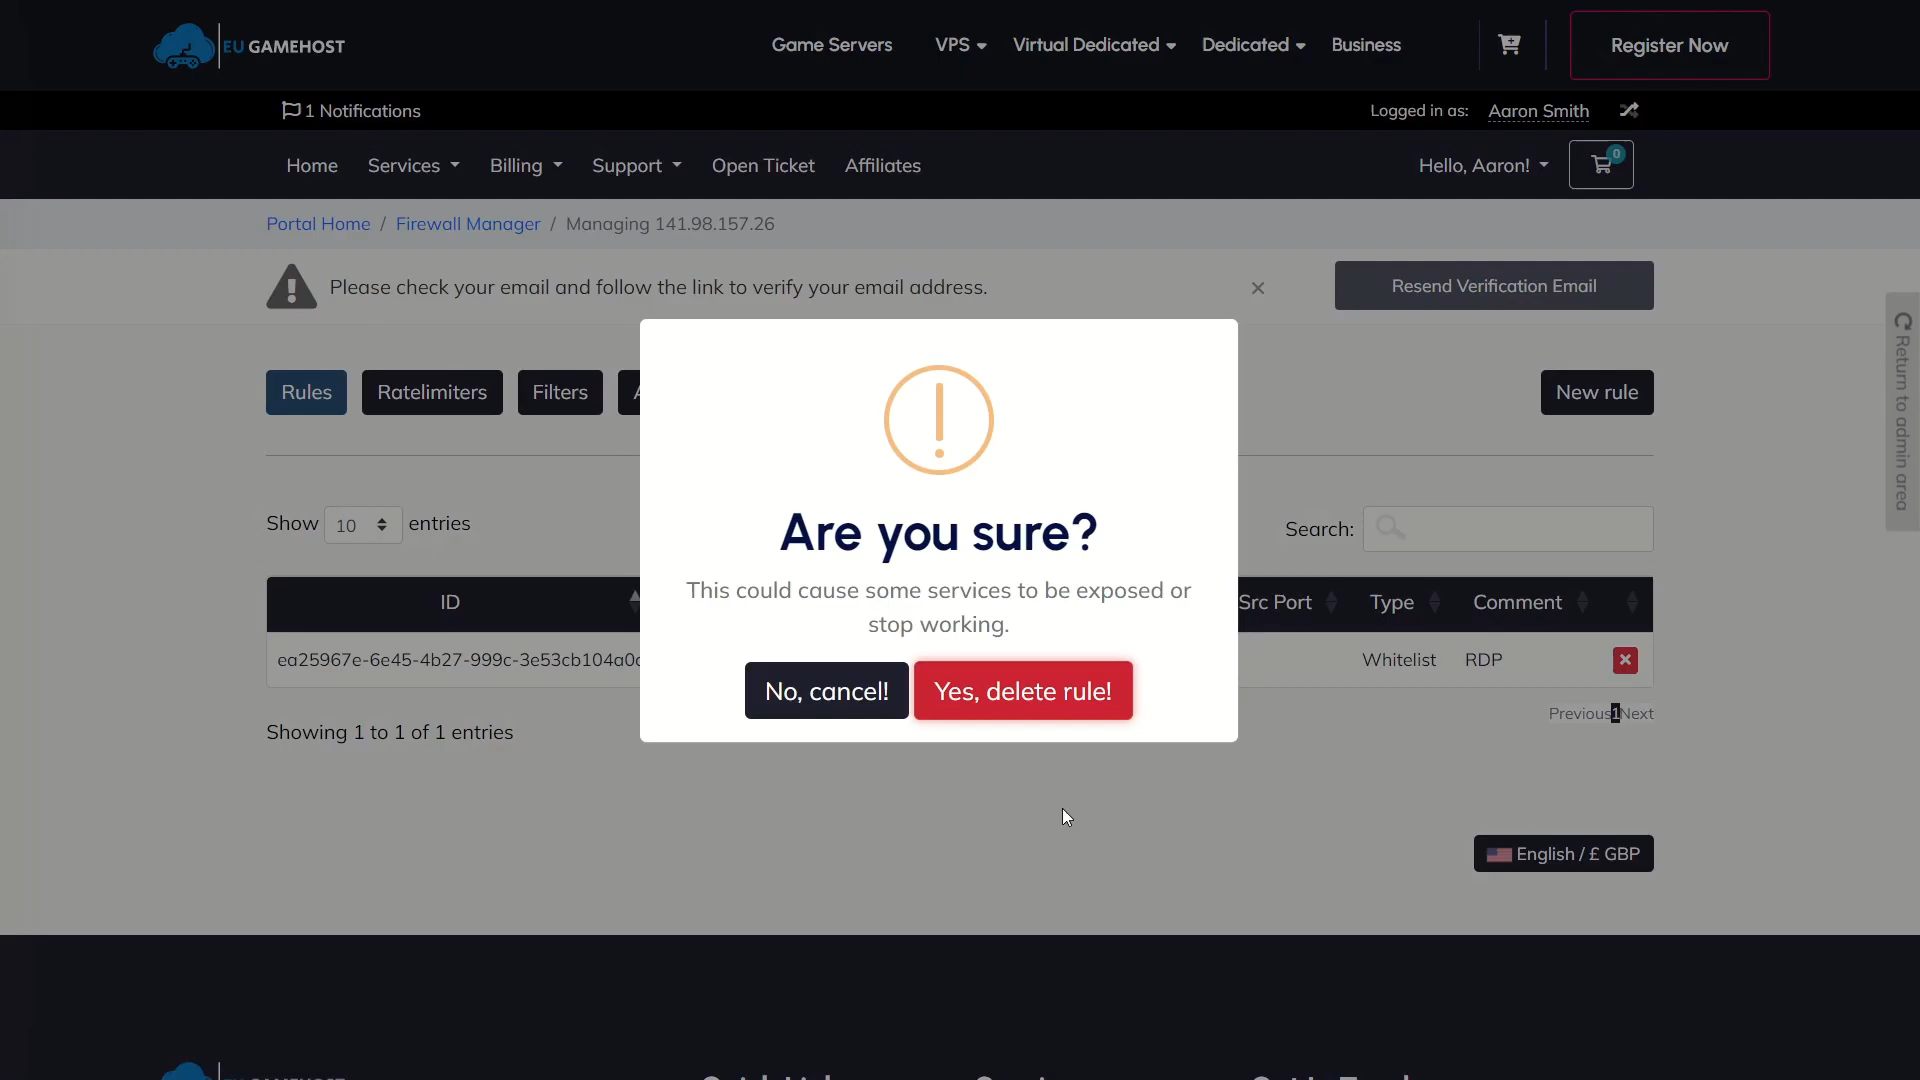 EU GAMEHOST
Game Servers VPS Virtual Dedicated Dedicated Business Register Now
1 Notifications
Logged in as: Aaron Smith
Home Services Billing Support Open Ticket Affiliates
Hello, Aaron! 0
Portal Home / Firewall Manager / Managing 141.98.157.26
Please check your email and follow the link to verify your email address. ×
Resend Verification Email
Return to admin area
Rules Ratelimiters Filters
New rule
Are you sure?
This could cause some services to be exposed or
stop working.
No, cancel! Yes, delete rule!
Show 10 entries
Search:
ID Src Port Type Comment
ea25967e-6e45-4b27-999c-3e53cb104a0 Whitelist RDP
Showing 1 to 1 of 1 entries
Previous 1 Next
English / £ GBP